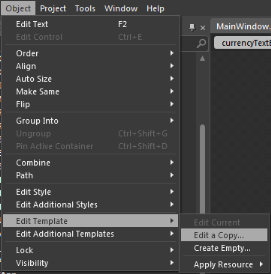 Object Project Tools Window Help
Edit Text F2
Edit Control Ctrl+E
MainWindow.
Order
currencyTextB
Align
Auto Size
Make Same
Flip
Group Into
Ungroup Ctrl+Shift+G
Pin Active Container Ctrl+Shift+D
Combine
Path
Edit Style
Edit Additional Styles
Edit Template
Edit Current
Edit Additional Templates
Edit a Copy...
Create Empty...
Lock
Apply Resource
Visibility